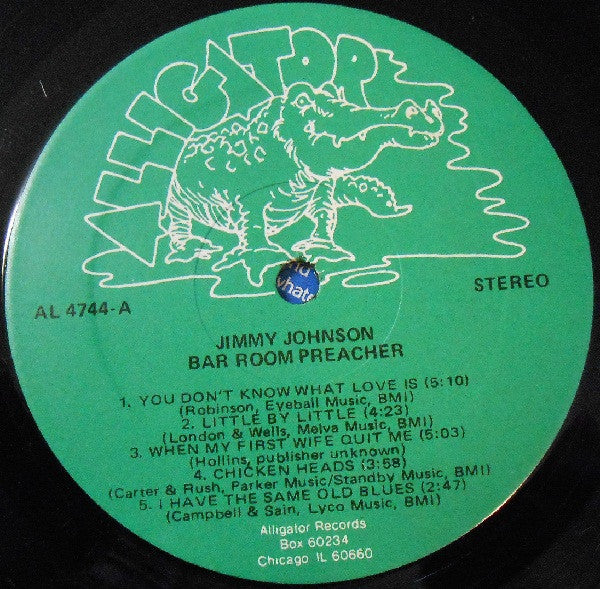 ALLIGATOR
AL 4744-A
STEREO
JIMMY JOHNSON
BAR ROOM PREACHER
1. YOU DON'T KNOW WHAT LOVE IS (5:10)
(Robinson, Eyeball Music, BMI)
2. LITTLE BY LITTLE (4:23)
(London & Wells, Melva Music, BMI)
3. WHEN MY FIRST WIFE QUIT ME (5:03)
(Hollins, publisher unknown)
4. CHICKEN HEADS (3:58)
(Carter & Rush, Parker Music/Standby Music, BMI)
5. I HAVE THE SAME OLD BLUES (2:47)
(Campbell & Sain, Lyco Music, BMI)
Alligator Records
Box 60234
Chicago IL 60660